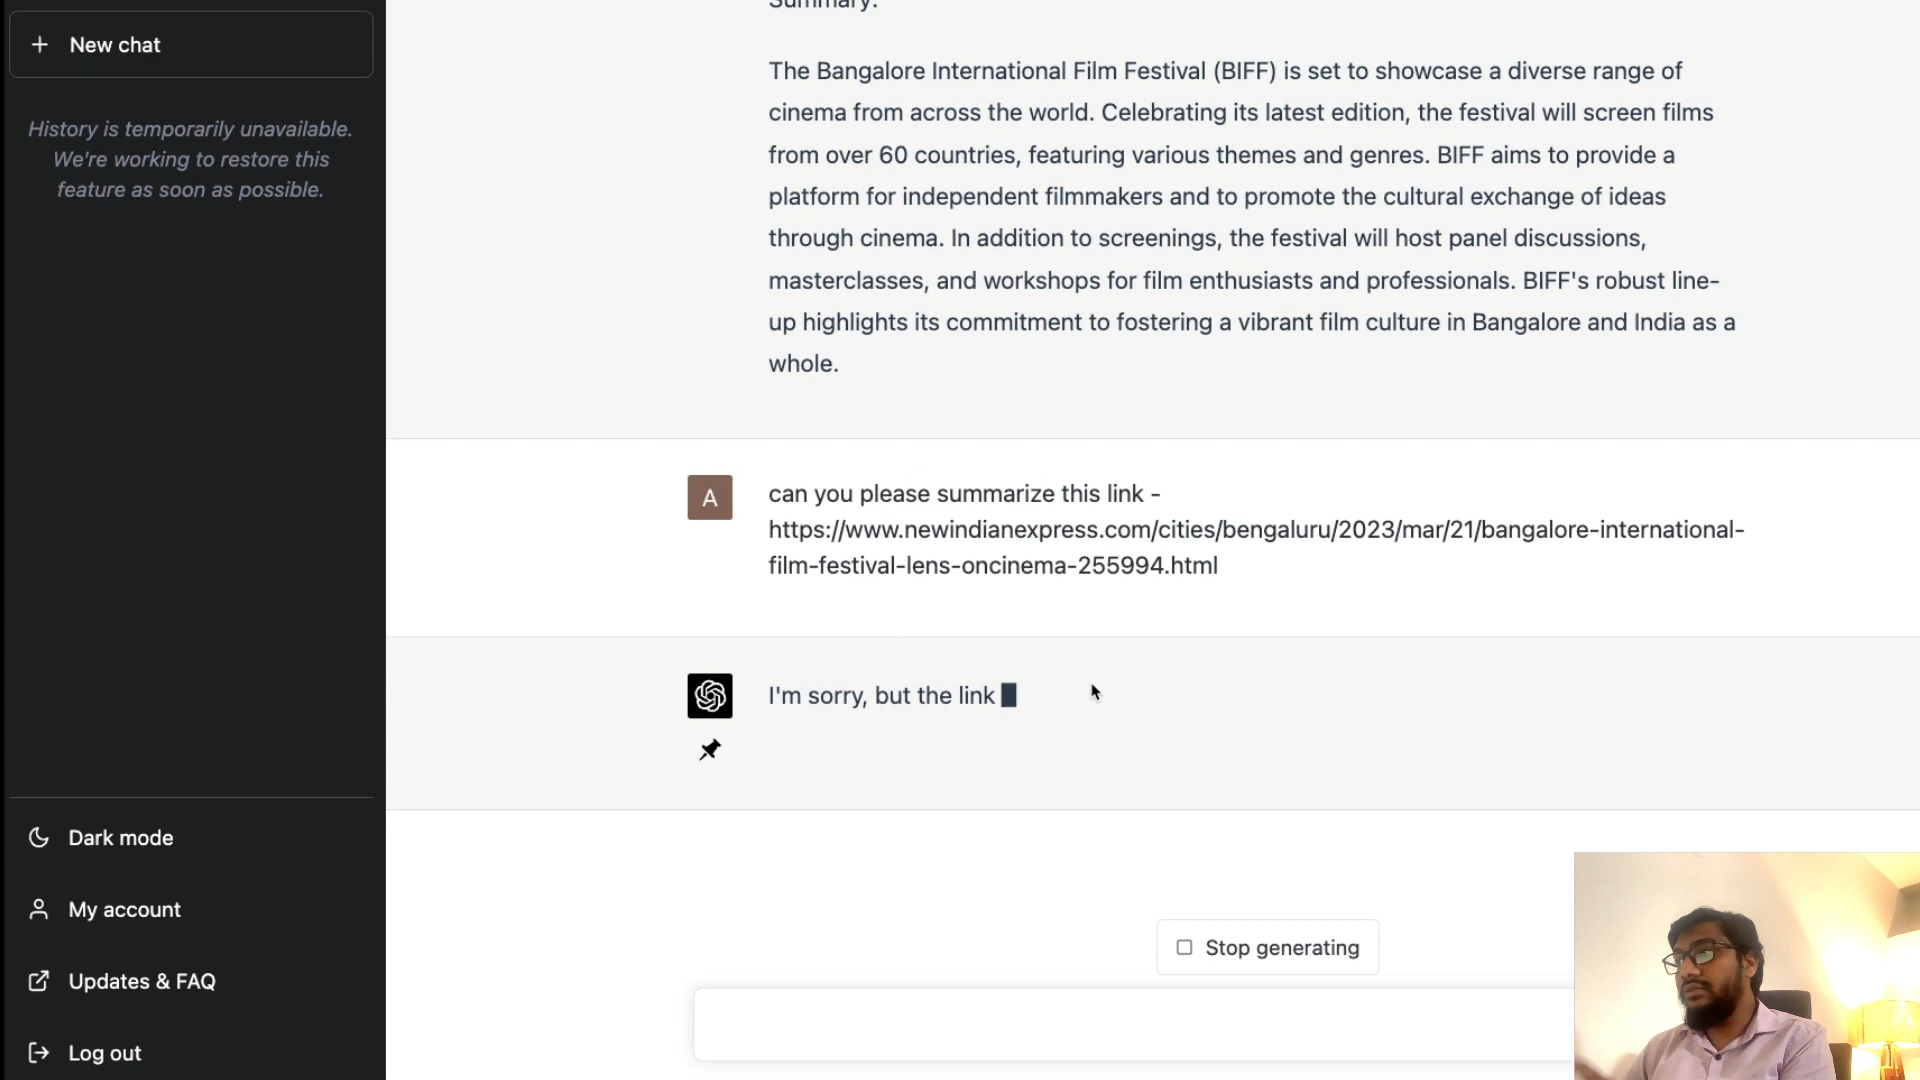 New chat
History is temporarily unavailable.
We're working to restore this
feature as soon as possible.
Dark mode
My account
Updates & FAQ
Log out
Summary:
The Bangalore International Film Festival (BIFF) is set to showcase a diverse range of
cinema from across the world. Celebrating its latest edition, the festival will screen films
from over 60 countries, featuring various themes and genres. BIFF aims to provide a
platform for independent filmmakers and to promote the cultural exchange of ideas
through cinema. In addition to screenings, the festival will host panel discussions,
masterclasses, and workshops for film enthusiasts and professionals. BIFF's robust line-
up highlights its commitment to fostering a vibrant film culture in Bangalore and India as a
whole.
A
can you please summarize this link -
https://www.newindianexpress.com/cities/bengaluru/2023/mar/21/bangalore-international-
film-festival-lens-oncinema-255994.html
I'm sorry, but the link
Stop generating